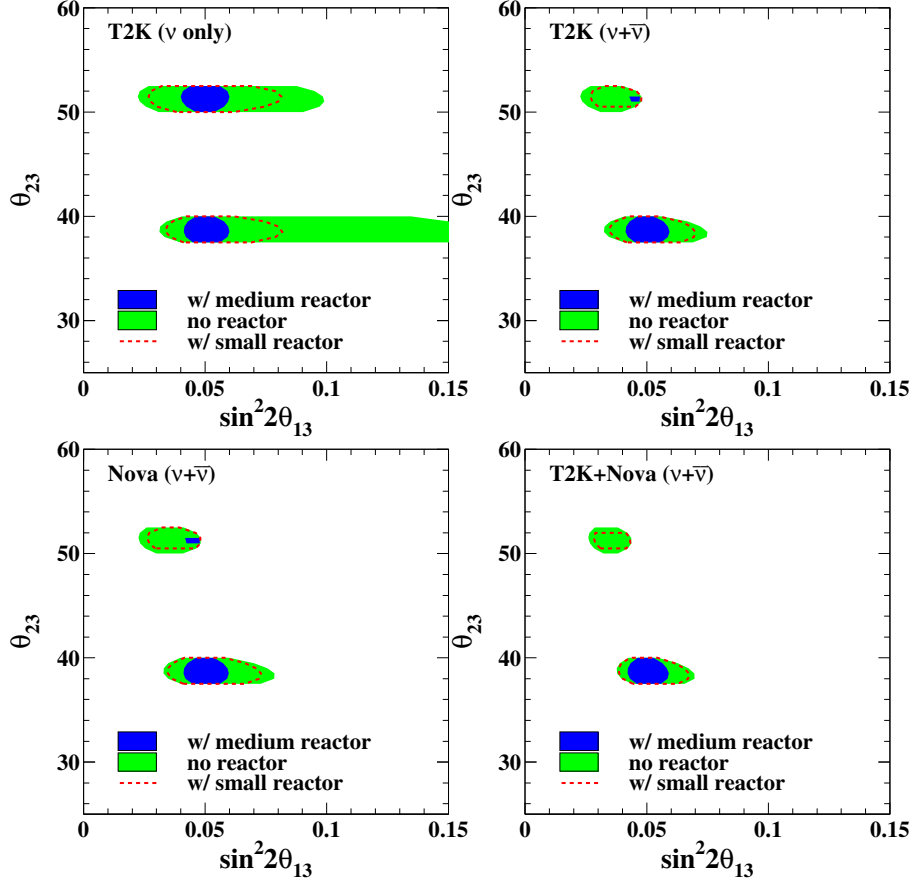 T2K (ν only)
60
50
40
30
θ23
w/ medium reactor
no reactor
w/ small reactor
0 0.05 0.1 0.15
sin²2θ13
T2K (ν+ν̅)
60
50
40
30
θ23
w/ medium reactor
no reactor
w/ small reactor
0 0.05 0.1 0.15
sin²2θ13
Nova (ν+ν̅)
60
50
40
30
θ23
w/ medium reactor
no reactor
w/ small reactor
0 0.05 0.1 0.15
sin²2θ13
T2K+Nova (ν+ν̅)
60
50
40
30
θ23
w/ medium reactor
no reactor
w/ small reactor
0 0.05 0.1 0.15
sin²2θ13